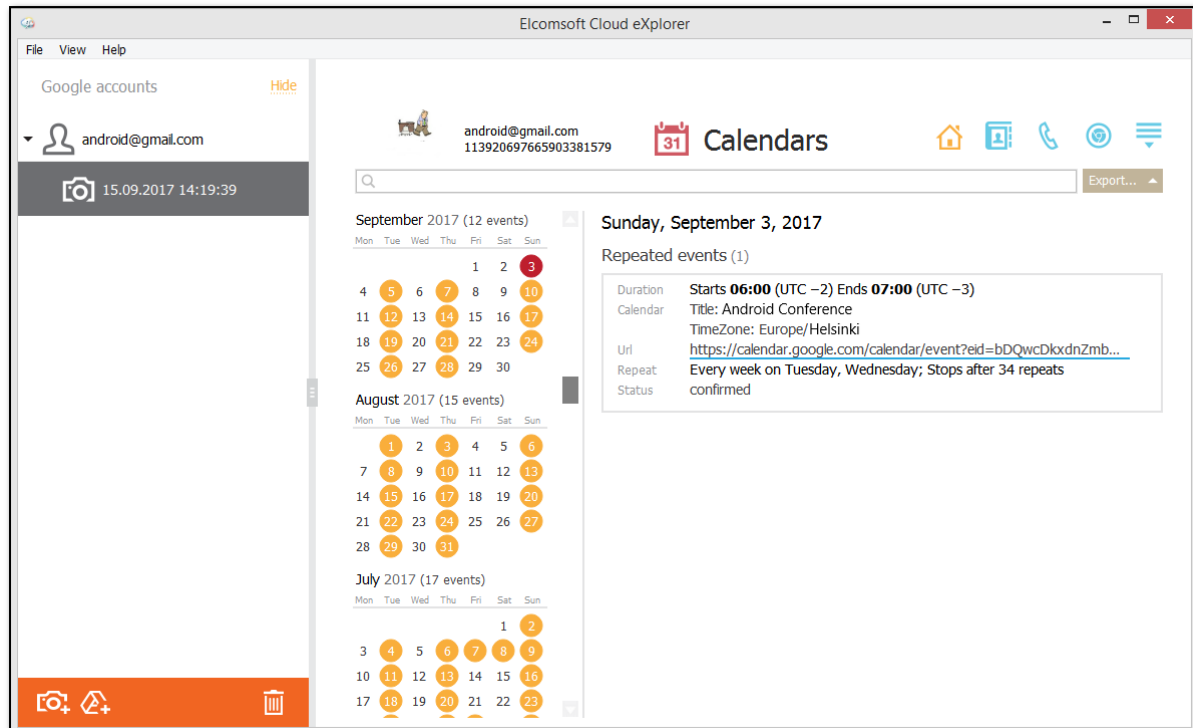 Elcomsoft Cloud eXplorer
File View Help
Google accounts Hide
android@gmail.com
15.09.2017 14:19:39
android@gmail.com
113920697665903381579
31 Calendars
Export...
September 2017 (12 events)
Mon Tue Wed Thu Fri Sat Sun
1 2 3
4 5 6 7 8 9 10
11 12 13 14 15 16 17
18 19 20 21 22 23 24
25 26 27 28 29 30
August 2017 (15 events)
Mon Tue Wed Thu Fri Sat Sun
1 2 3 4 5 6
7 8 9 10 11 12 13
14 15 16 17 18 19 20
21 22 23 24 25 26 27
28 29 30 31
July 2017 (17 events)
Mon Tue Wed Thu Fri Sat Sun
1 2
3 4 5 6 7 8 9
10 11 12 13 14 15 16
17 18 19 20 21 22 23
Sunday, September 3, 2017
Repeated events (1)
Duration Starts 06:00 (UTC −2) Ends 07:00 (UTC −3)
Calendar Title: Android Conference
TimeZone: Europe/Helsinki
Url https://calendar.google.com/calendar/event?eid=bDQwcDkxdnZmb...
Repeat Every week on Tuesday, Wednesday; Stops after 34 repeats
Status confirmed